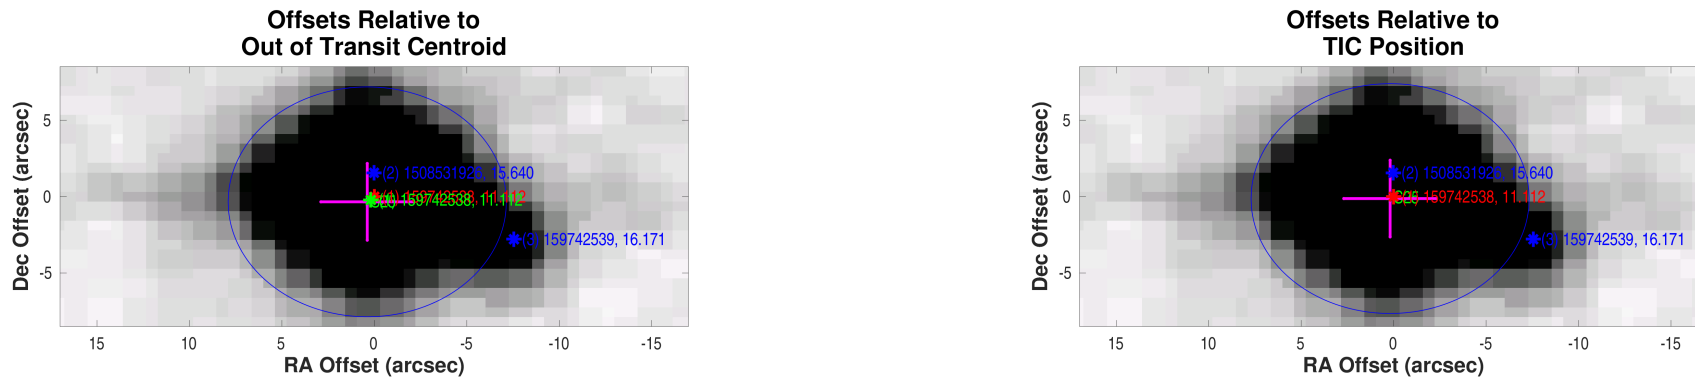 Offsets Relative to
Out of Transit Centroid
Dec Offset (arcsec)
5
0
-5
(2) 1508531926, 15.640
159742538, 11.112
(3) 159742539, 16.171
15
10
5
0
-5
-10
-15
RA Offset (arcsec)
Offsets Relative to
TIC Position
Dec Offset (arcsec)
5
0
-5
(2) 1508531926, 15.640
159742538, 11.112
(3) 159742539, 16.171
15
10
5
0
-5
-10
-15
RA Offset (arcsec)